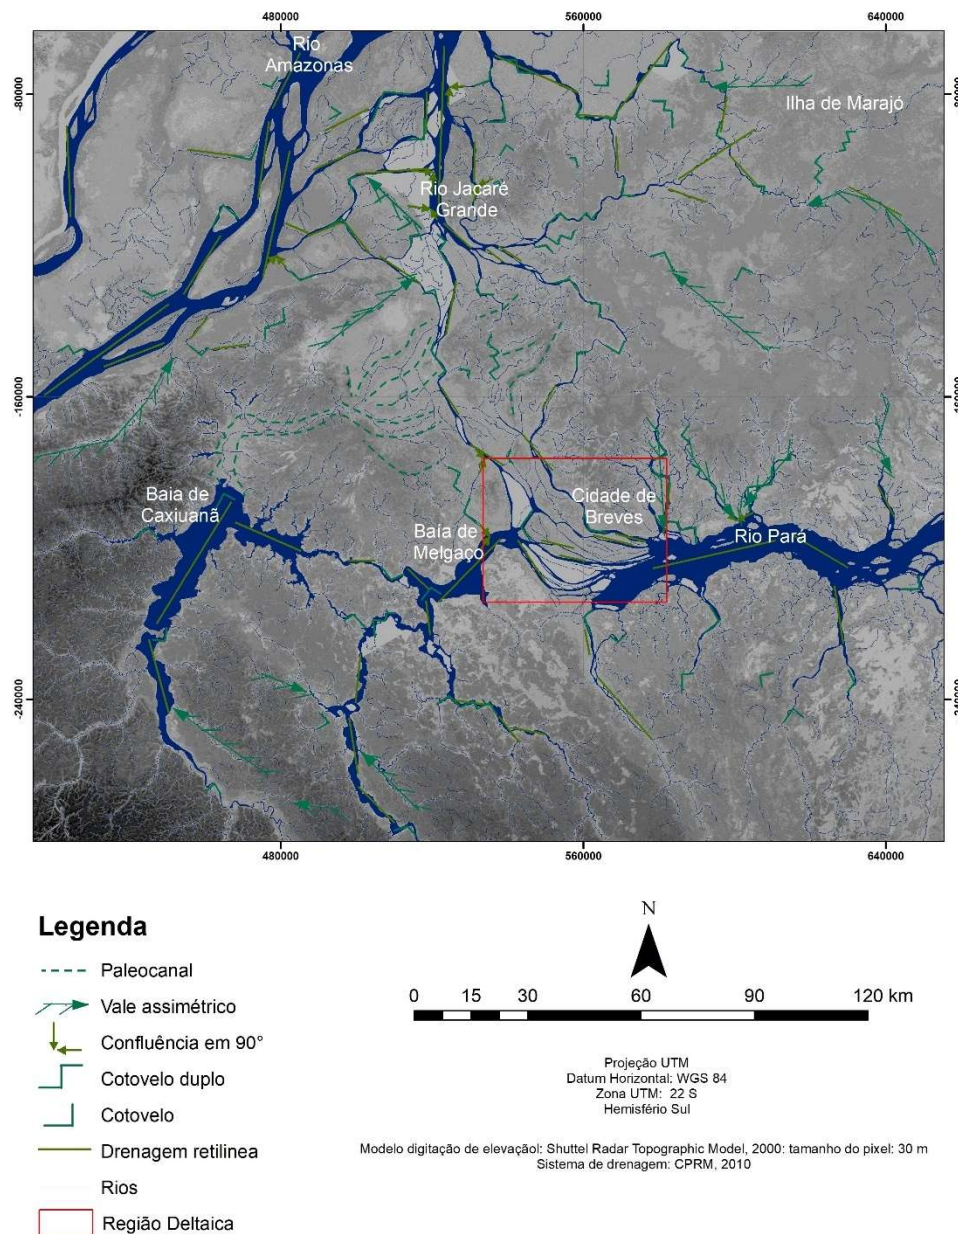 480000 560000 640000
Rio
Amazonas
-80000
Ilha de Marajó
Rio Jacaré
Grande
-160000
-160000
Baia de
Caxiuanã
Cidade de
Breves
Baía de
Melgaço
Rio Pará
-240000
-240000
480000 560000 640000
Legenda
Paleocanal
Vale assimétrico
Confluência em 90°
Cotovelo duplo
Cotovelo
Drenagem retilinea
Rios
Região Deltaica
N
0 15 30 60 90 120 km
Projeção UTM
Datum Horizontal: WGS 84
Zona UTM: 22 S
Hemisfério Sul
Modelo digitação de elevaçãol: Shuttel Radar Topographic Model, 2000: tamanho do pixel: 30 m
Sistema de drenagem: CPRM, 2010